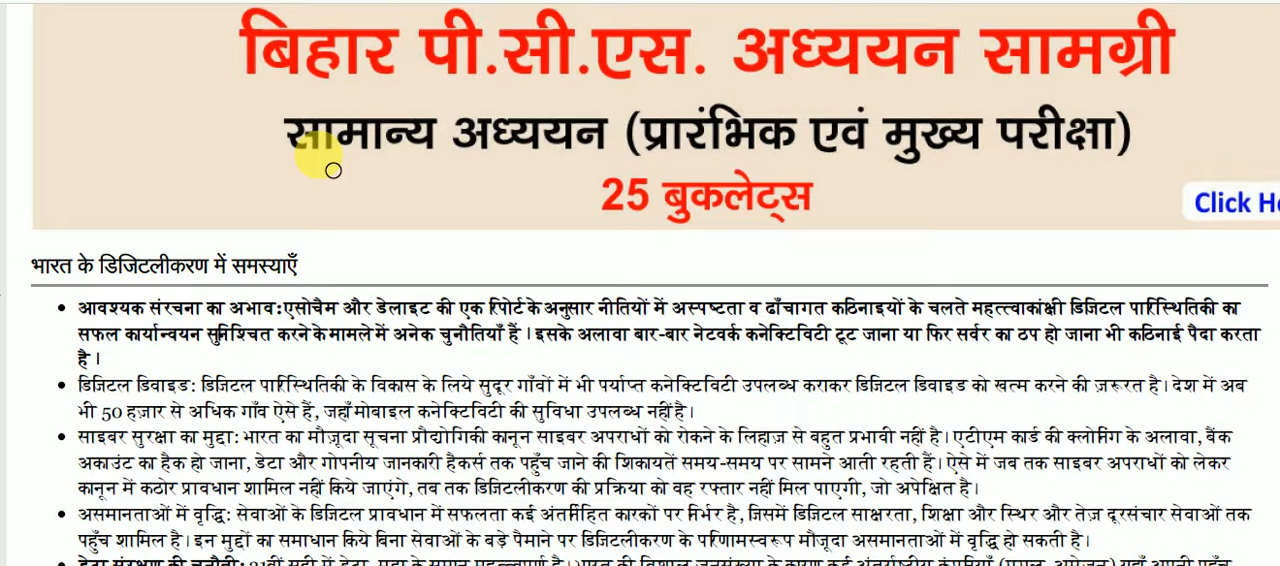 बिहार पी.सी.एस. अध्ययन सामग्री
सामान्य अध्ययन (प्रारंभिक एवं मुख्य परीक्षा)
25 बुकलेट्स
Click
भारत के डिजिटलीकरण में समस्याएँ
• आवश्यक संरचना का अभाव:एसोचैम और डेलाइट की एक रिपोर्ट के अनुसार नीतियों में अस्पष्टता व ढाँचागत कठिनाइयों के चलते महत्त्वाकांक्षी डिजिटल पारिस्थितिकी का
सफल कार्यान्वयन सुनिश्चित करने के मामले में अनेक चुनौतियाँ हैं। इसके अलावा बार-बार नेटवर्क कनेक्टिविटी टूट जाना या फिर सर्वर का ठप हो जाना भी कठिनाई पैदा करता
है।
• डिजिटल डिवाइड: डिजिटल पारिस्थितिकी के विकास के लिये सुदूर गाँवों में भी पर्याप्त कनेक्टिविटी उपलब्ध कराकर डिजिटल डिवाइड को खत्म करने की ज़रूरत है। देश में अब
भी 50 हज़ार से अधिक गाँव ऐसे हैं, जहाँ मोबाइल कनेक्टिविटी की सुविधा उपलब्ध नहीं है।
• साइबर सुरक्षा का मुद्दा: भारत का मौज़ूदा सूचना प्रौद्योगिकी कानून साइबर अपराधों को रोकने के लिहाज़ से बहुत प्रभावी नहीं है। एटीएम कार्ड की क्लोनिंग के अलावा, बैंक
अकाउंट का हैक हो जाना, डेटा और गोपनीय जानकारी हैकर्स तक पहुँच जाने की शिकायतें समय-समय पर सामने आती रहती हैं। ऐसे में जब तक साइबर अपराधों को लेकर
कानून में कठोर प्रावधान शामिल नहीं किये जाएंगे, तब तक डिजिटलीकरण की प्रक्रिया को वह रफ्तार नहीं मिल पाएगी, जो अपेक्षित है।
• असमानताओं में वृद्धि: सेवाओं के डिजिटल प्रावधान में सफलता कई अंतर्निहित कारकों पर निर्भर है, जिसमें डिजिटल साक्षरता, शिक्षा और स्थिर और तेज़ दूरसंचार सेवाओं तक
पहुँच शामिल है। इन मुद्दों का समाधान किये बिना सेवाओं के बड़े पैमाने पर डिजिटलीकरण के परिणामस्वरूप मौजूदा असमानताओं में वृद्धि हो सकती है।